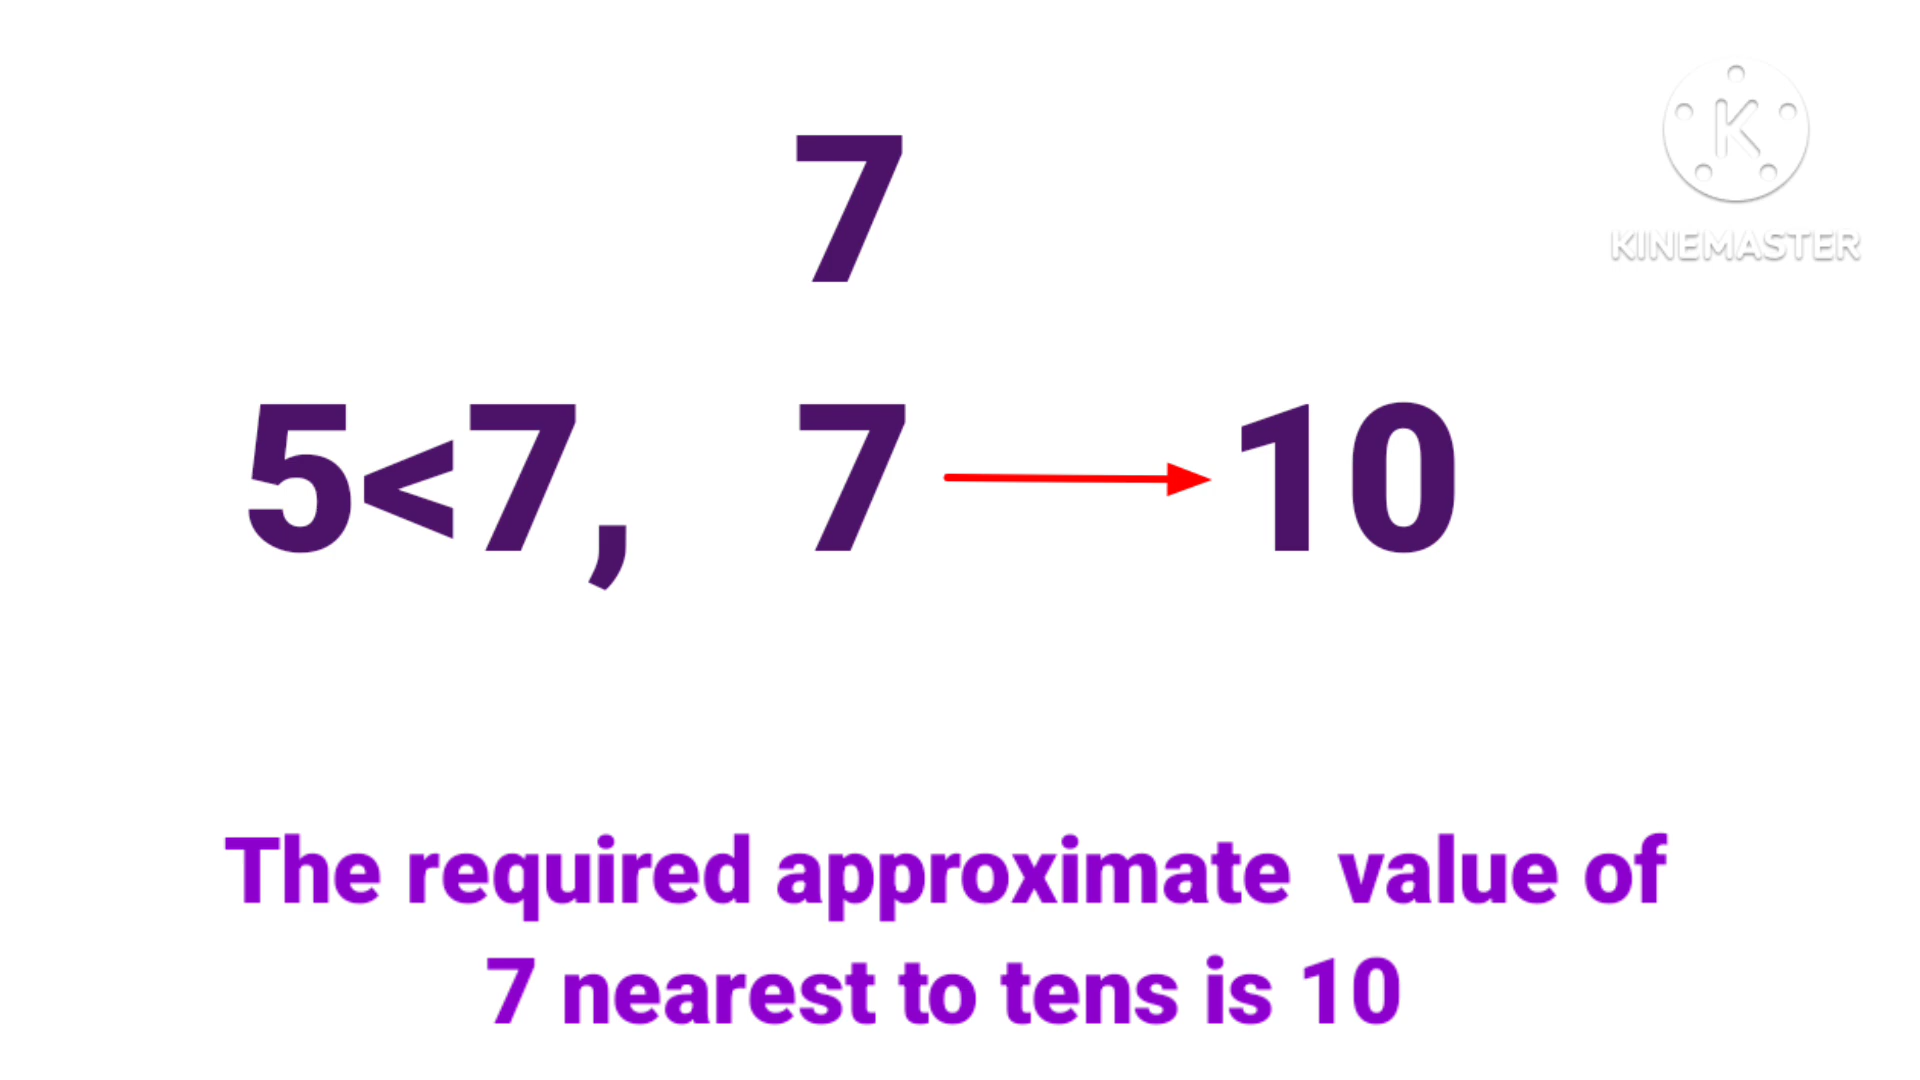 7
K
KINEMASTER
5<7, 7 → 10
The required approximate value of
7 nearest to tens is 10